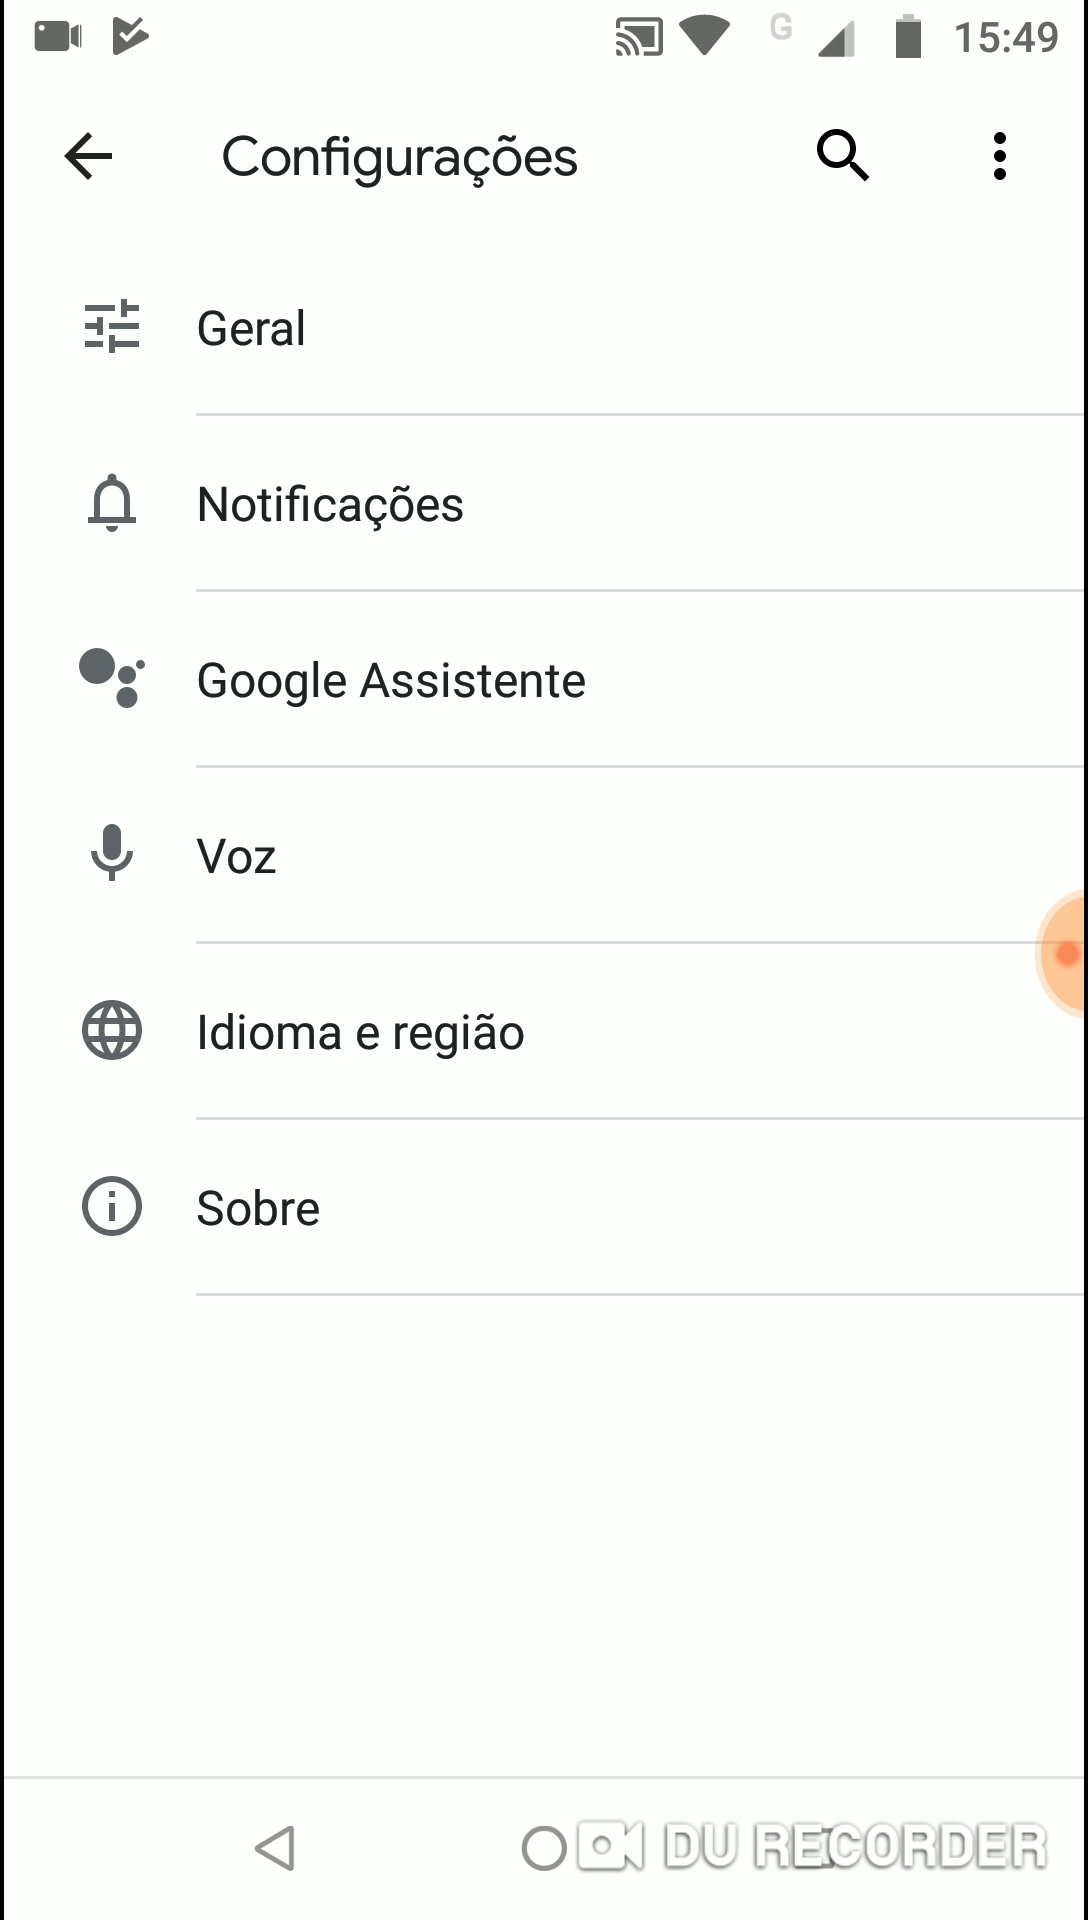 G 15:49
Configurações
Geral
Notificações
Google Assistente
Voz
Idioma e região
Sobre
DU RECORDER